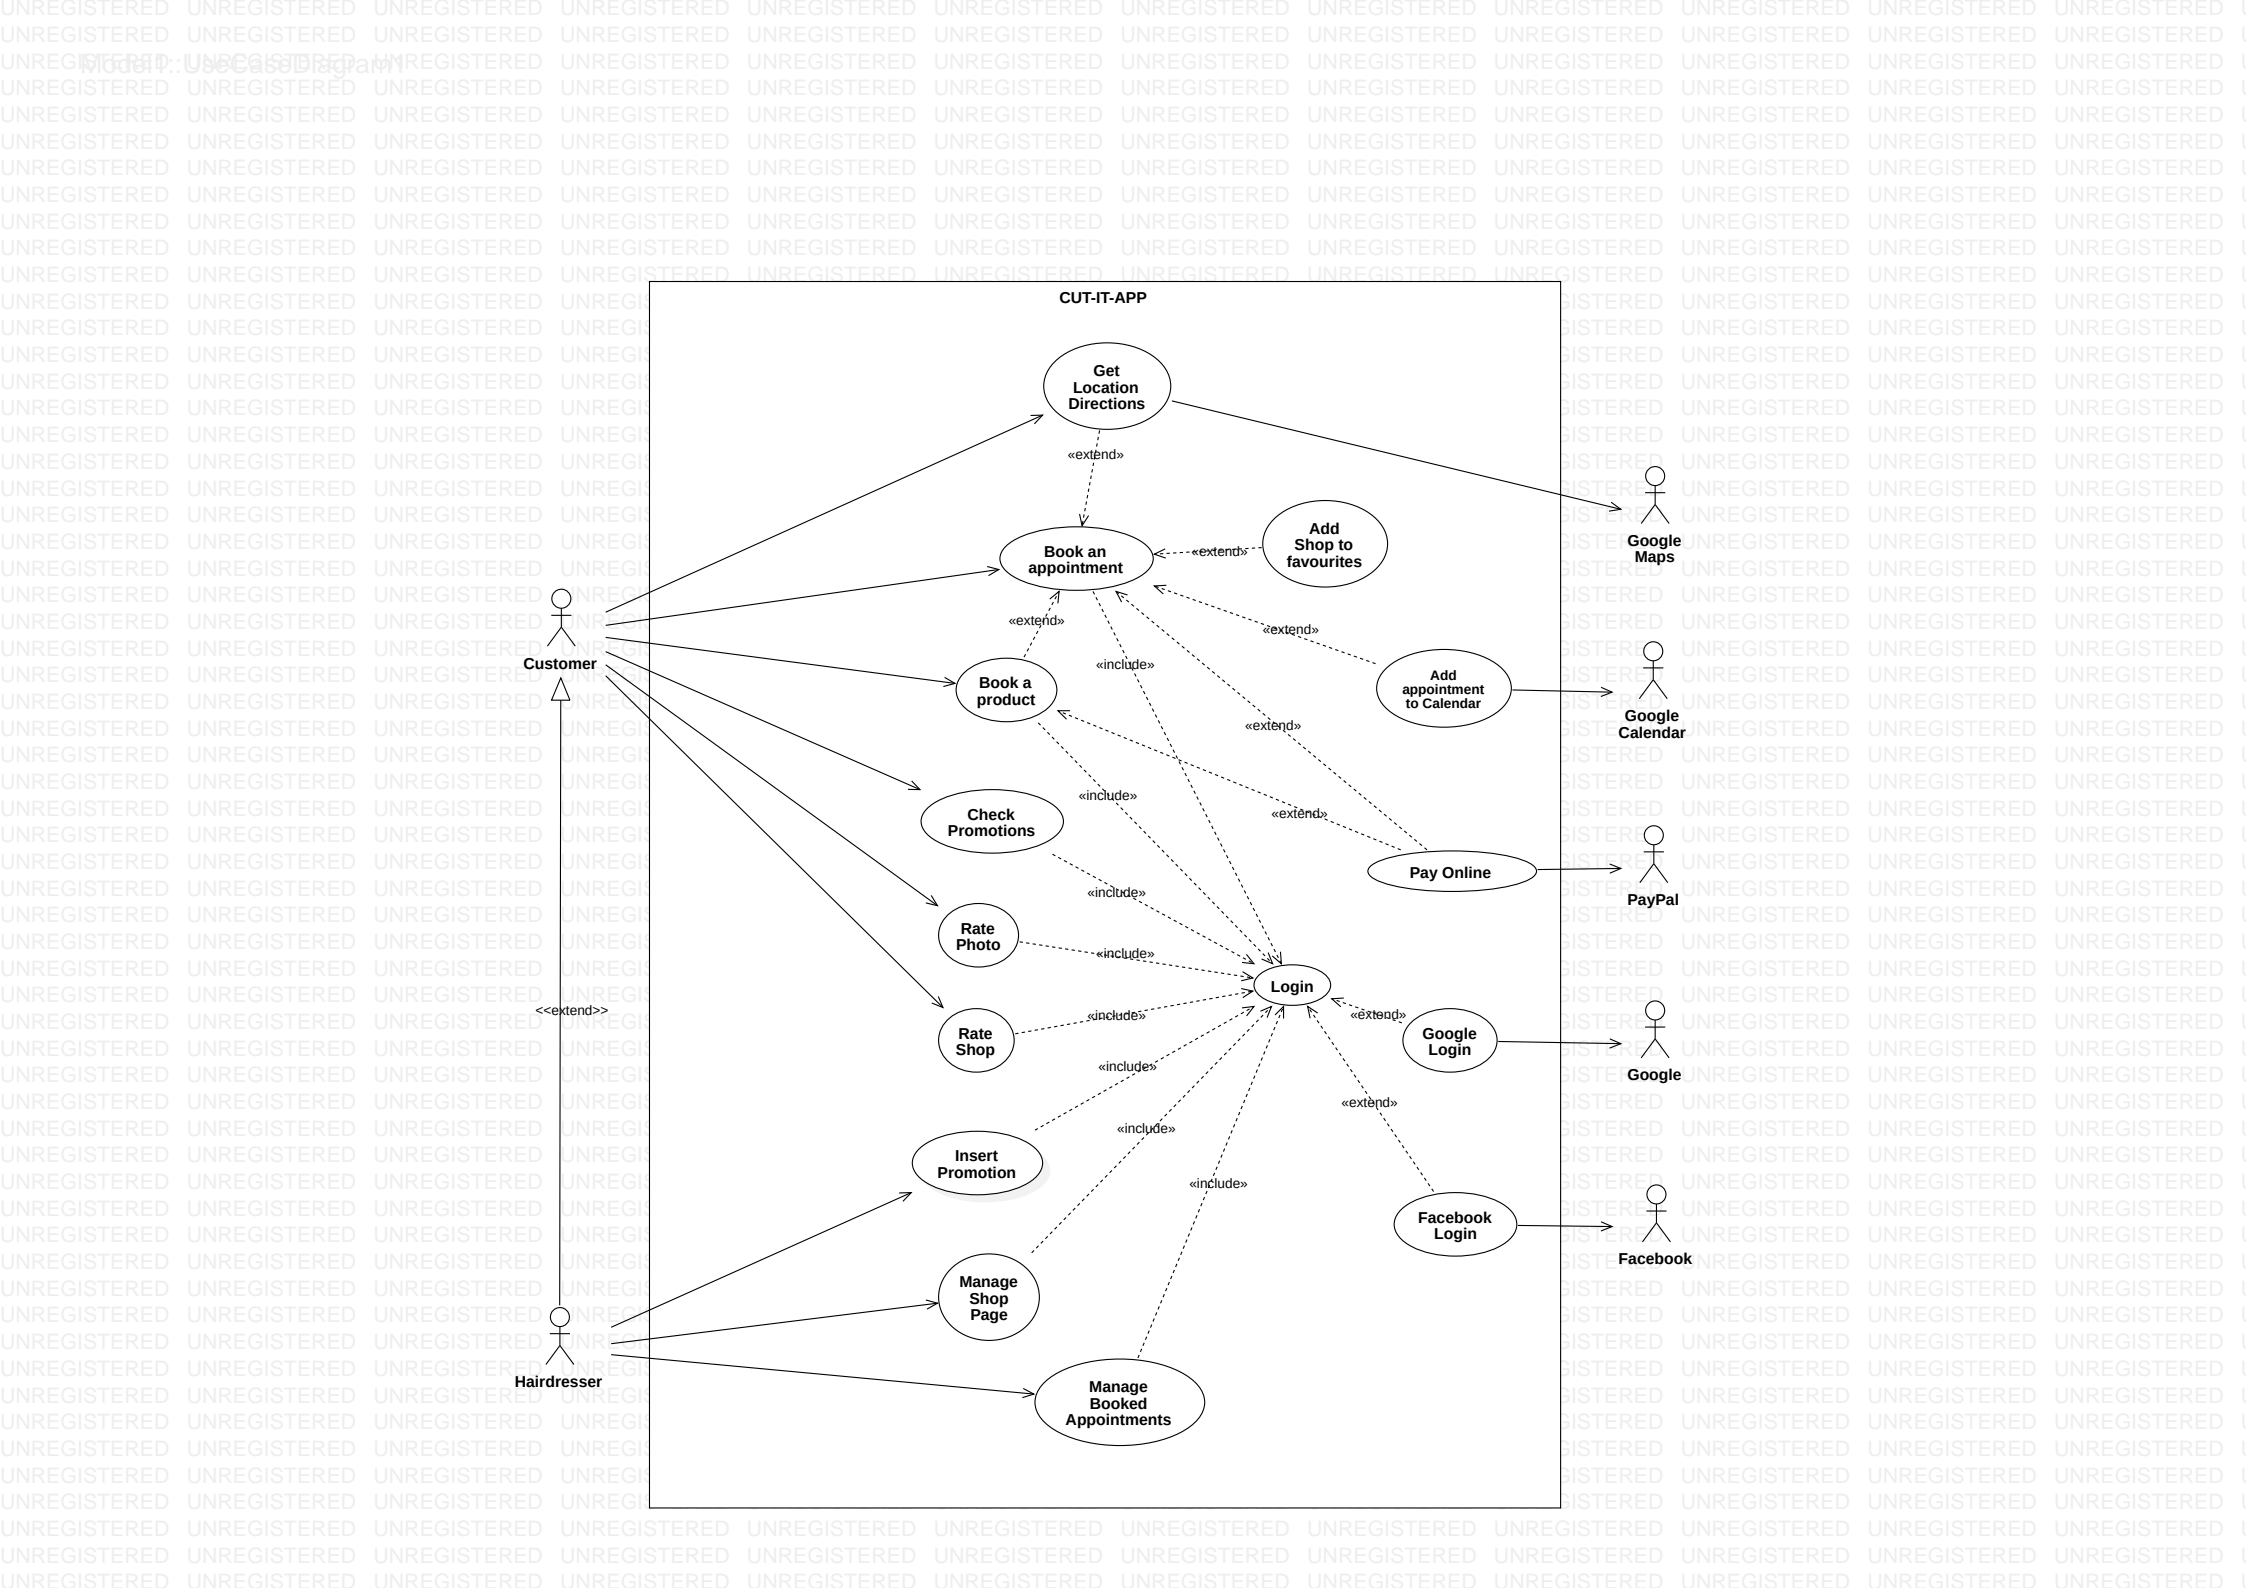 Model1::UseCaseDiagram1
UNREGISTERED
CUT-IT-APP
Get
Location
Directions
«extend»
Google
Maps
Add
Shop to
favourites
Book an
appointment
«extend»
Customer
«extend»
«extend»
«include»
Book a
product
Add
appointment
to Calendar
Google
Calendar
«extend»
«include»
«extend»
Check
Promotions
Pay Online
PayPal
«include»
Rate
Photo
«include»
Login
<<extend>>
«include»
«extend»
Rate
Shop
Google
Login
Google
«include»
«extend»
«include»
Insert
Promotion
«include»
Facebook
Login
Facebook
Manage
Shop
Page
Hairdresser
Manage
Booked
Appointments